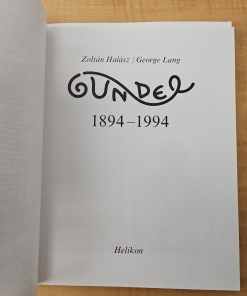 Zoltán Halász / George Lang
GUNDEL
1894–1994
Helikon